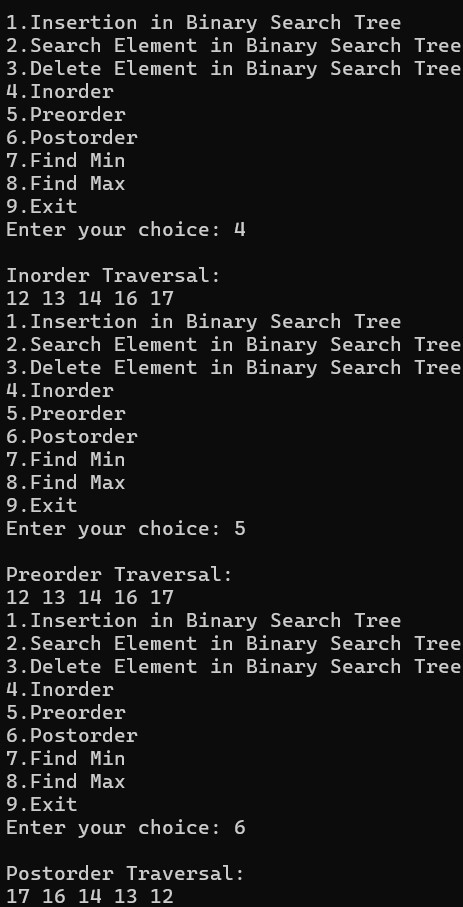 1.Insertion in Binary Search Tree
2.Search Element in Binary Search Tree
3.Delete Element in Binary Search Tree
4.Inorder
5.Preorder
6.Postorder
7.Find Min
8.Find Max
9.Exit
Enter your choice: 4
Inorder Traversal:
12 13 14 16 17
1.Insertion in Binary Search Tree
2.Search Element in Binary Search Tree
3.Delete Element in Binary Search Tree
4.Inorder
5.Preorder
6.Postorder
7.Find Min
8.Find Max
9.Exit
Enter your choice: 5
Preorder Traversal:
12 13 14 16 17
1.Insertion in Binary Search Tree
2.Search Element in Binary Search Tree
3.Delete Element in Binary Search Tree
4.Inorder
5.Preorder
6.Postorder
7.Find Min
8.Find Max
9.Exit
Enter your choice: 6
Postorder Traversal:
17 16 14 13 12